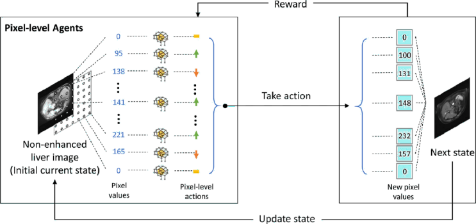 Reward
Pixel-level Agents
0
95
138
141
221
165
0
Non-enhanced
liver image
(Initial current state)
Pixel
values
Pixel-level
actions
Take action
0
100
131
148
232
157
0
New pixel
values
Next state
Update state